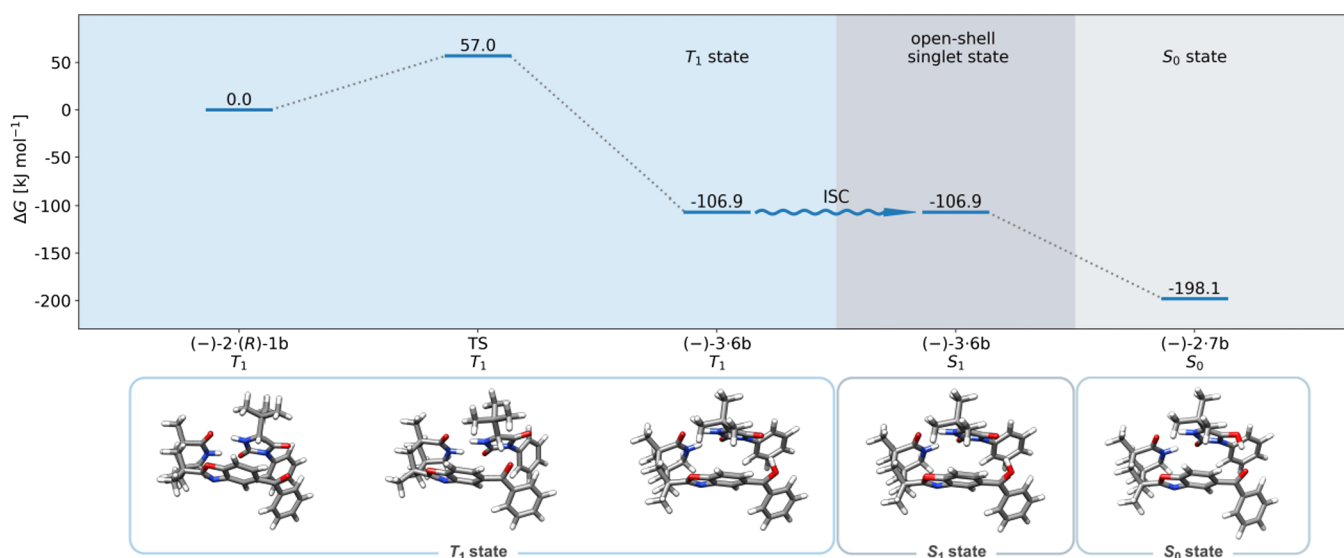 open-shell
singlet state
T₁ state
S₀ state
57.0
0.0
-106.9
ISC
-106.9
-198.1
50
0
-50
-100
-150
-200
ΔG [kJ mol⁻¹]
(−)-2·(R)-1b
T₁
TS
T₁
(−)-3·6b
T₁
(−)-3·6b
S₁
(−)-2·7b
S₀
T₁ state
S₁ state
S₀ state